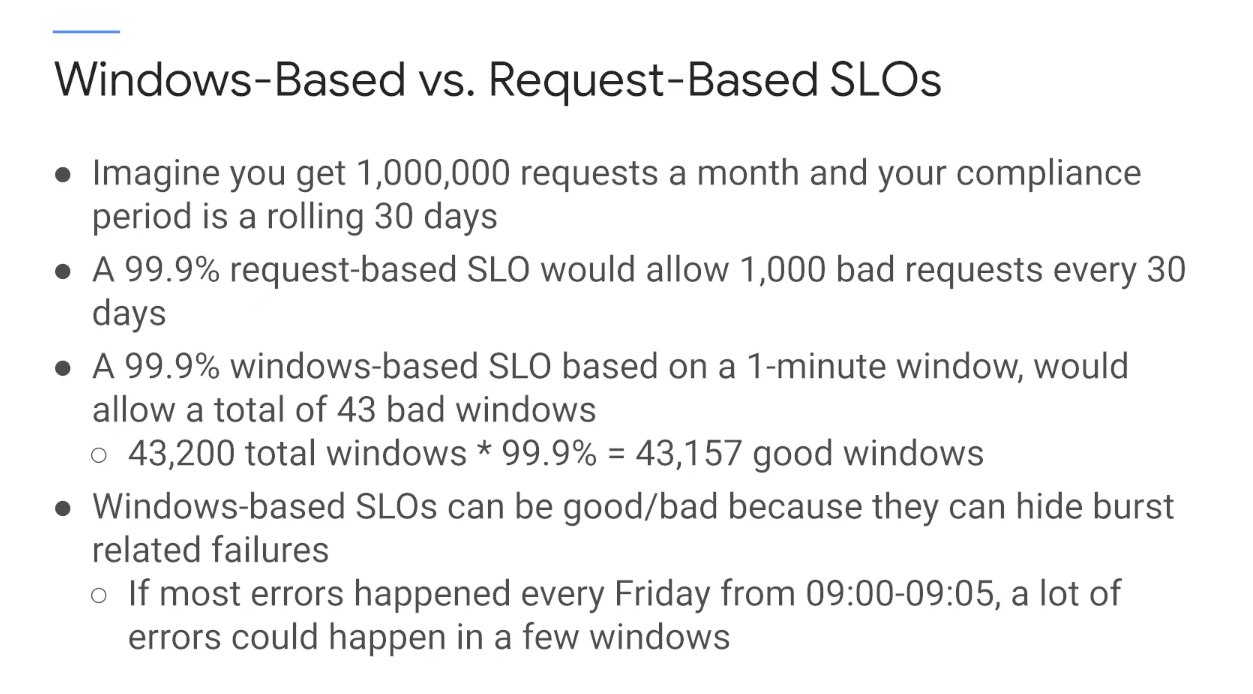 Windows-Based vs. Request-Based SLOs
● Imagine you get 1,000,000 requests a month and your compliance
period is a rolling 30 days
● A 99.9% request-based SLO would allow 1,000 bad requests every 30
days
● A 99.9% windows-based SLO based on a 1-minute window, would
allow a total of 43 bad windows
○ 43,200 total windows * 99.9% = 43,157 good windows
● Windows-based SLOs can be good/bad because they can hide burst
related failures
○ If most errors happened every Friday from 09:00-09:05, a lot of
errors could happen in a few windows